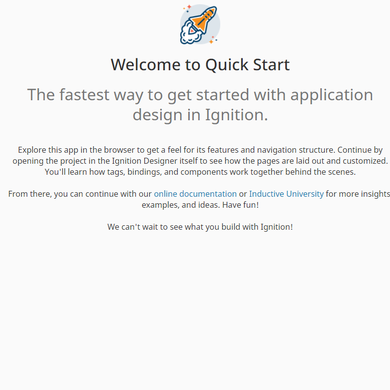 Welcome to Quick Start
The fastest way to get started with application
design in Ignition.
Explore this app in the browser to get a feel for its features and navigation structure. Continue by
opening the project in the Ignition Designer itself to see how the pages are laid out and customized.
You'll learn how tags, bindings, and components work together behind the scenes.
From there, you can continue with our online documentation or Inductive University for more insights,
examples, and ideas. Have fun!
We can't wait to see what you build with Ignition!